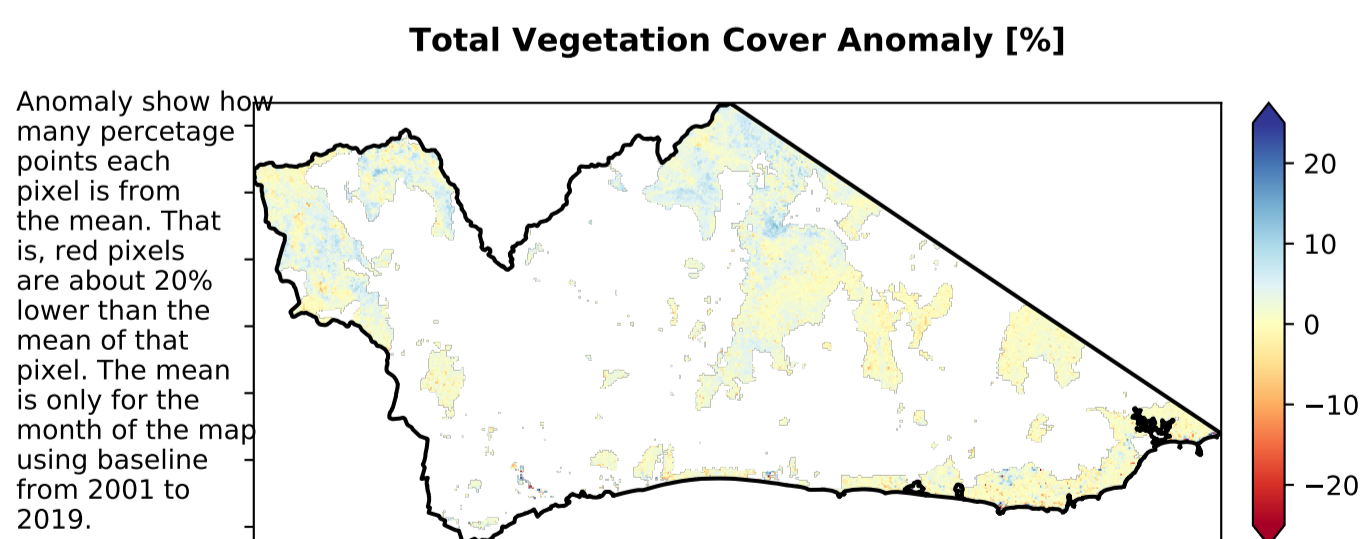 Total Vegetation Cover Anomaly [%]
Anomaly show how
many percetage
points each
pixel is from
the mean. That
is, red pixels
are about 20%
lower than the
mean of that
pixel. The mean
is only for the
month of the map
using baseline
from 2001 to
2019.
20
10
0
−10
−20